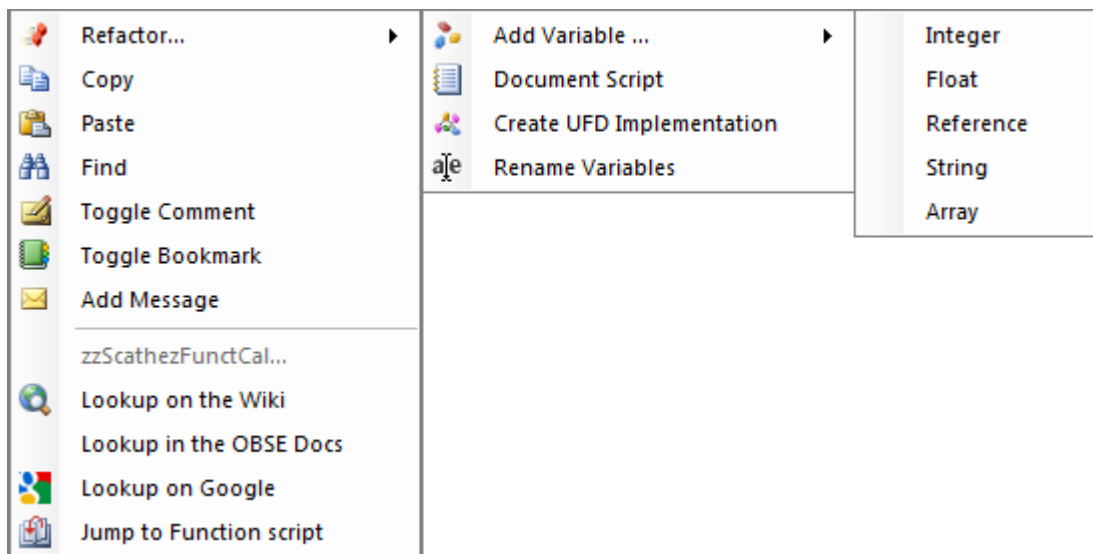 Refactor...
Copy
Paste
Find
Toggle Comment
Toggle Bookmark
Add Message
zzScathezFunctCal...
Lookup on the Wiki
Lookup in the OBSE Docs
Lookup on Google
Jump to Function script
Add Variable ...
Document Script
Create UFD Implementation
Rename Variables
Integer
Float
Reference
String
Array